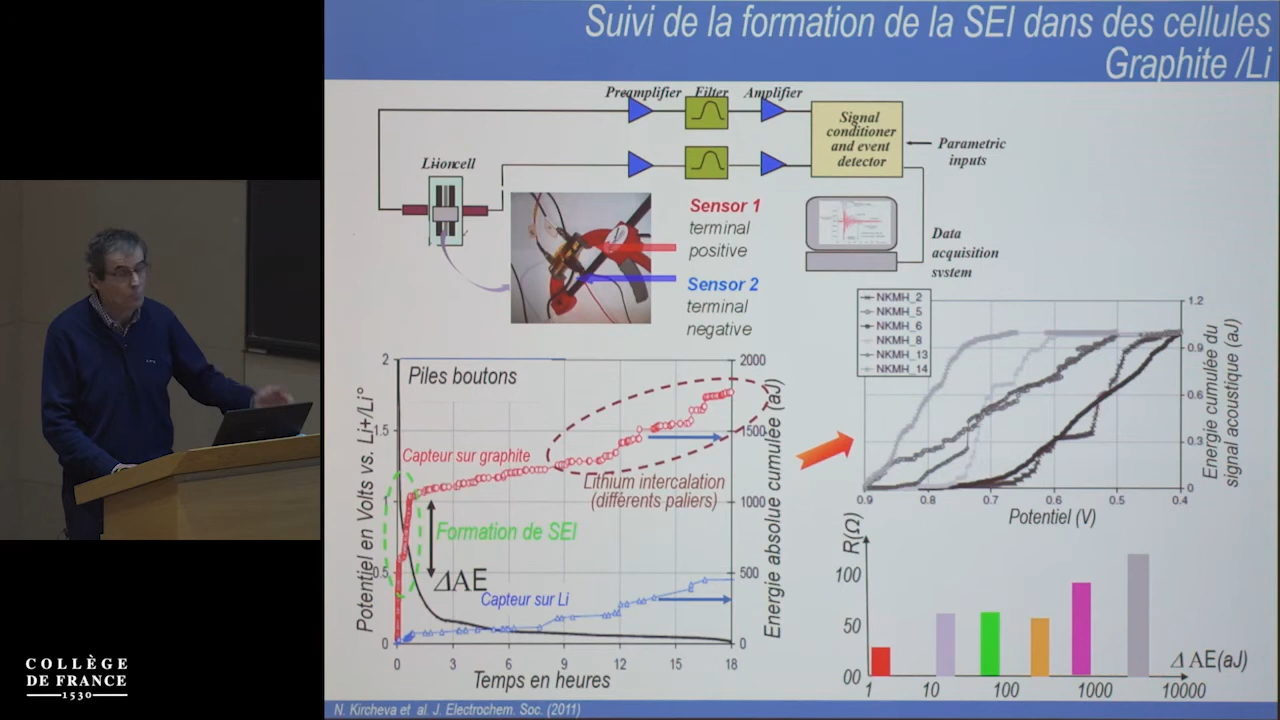 Suivi de la formation de la SEI dans des cellules
Graphite /Li
Preamplifier Filter Amplifier
Signal
conditioner
and event
detector
Parametric
inputs
Li-ion cell
Sensor 1
terminal
positive
Sensor 2
terminal
negative
Data
acquisition
system
NKMH_2
NKMH_5
NKMH_6
NKMH_8
NKMH_13
NKMH_14
1.2
0.9
0.6
0.3
0
Energie cumulée du
signal acoustique (aJ)
0.9 0.8 0.7 0.6 0.5 0.4
Potentiel (V)
Piles boutons
2
1.5
1
0.5
0
Potentiel en Volts vs. Li+/Li°
2000
1500
1000
500
0
Energie absolue cumulée (aJ)
Capteur sur graphite
Lithium intercalation
(différents paliers)
Formation de SEI
ΔAE
Capteur sur Li
0 3 6 9 12 15 18
Temps en heures
R(Ω)
100
50
00
Δ AE(aJ)
1 10 100 1000 10000
N. Kircheva et al. J. Electrochem. Soc. (2011)
COLLÈGE
DE FRANCE
1530